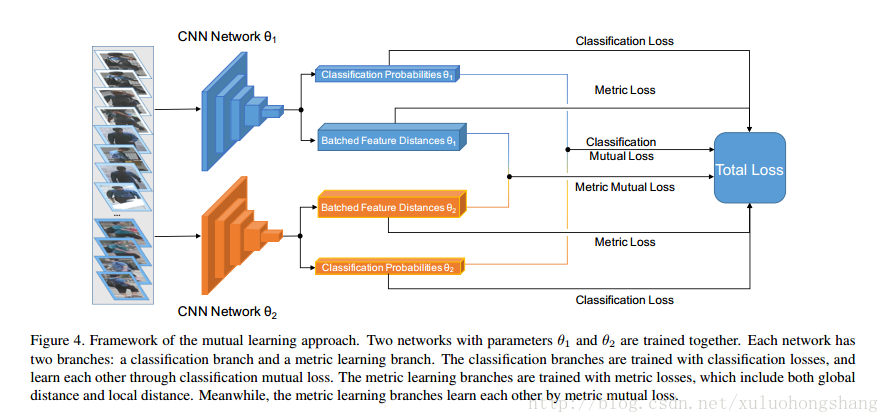 CNN Network θ1
Classification Loss
Classification Probabilities θ1
Metric Loss
Batched Feature Distances θ1
Classification
Mutual Loss
Total Loss
Metric Mutual Loss
Batched Feature Distances θ2
Metric Loss
Classification Probabilities θ2
Classification Loss
...
CNN Network θ2
Figure 4. Framework of the mutual learning approach. Two networks with parameters θ1 and θ2 are trained together. Each network has
two branches: a classification branch and a metric learning branch. The classification branches are trained with classification losses, and
learn each other through classification mutual loss. The metric learning branches are trained with metric losses, which include both global
distance and local distance. Meanwhile, the metric learning branches learn each other by metric mutual loss.
http://blog.csdn.net/xuluohongshang